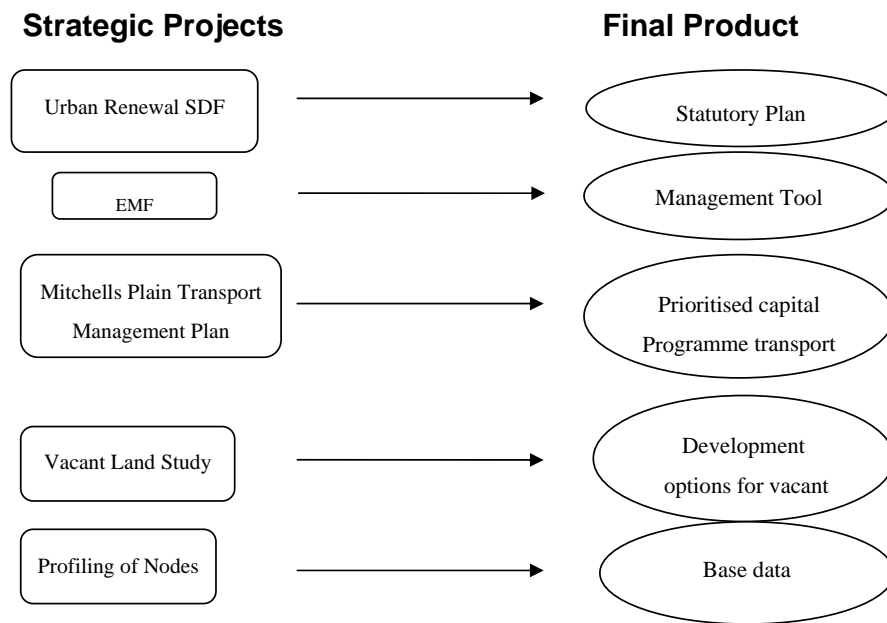 Strategic Projects Final Product
Urban Renewal SDF
Statutory Plan
EMF
Management Tool
Mitchells Plain Transport
Management Plan
Prioritised capital
Programme transport
Vacant Land Study
Development
options for vacant
Profiling of Nodes
Base data